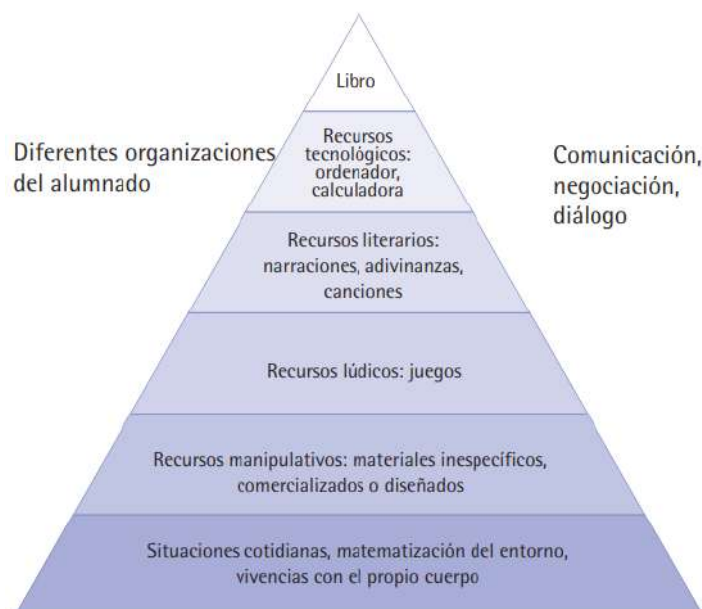 Libro
Diferentes organizaciones
del alumnado
Recursos
tecnológicos:
ordenador,
calculadora
Comunicación,
negociación,
diálogo
Recursos literarios:
narraciones, adivinanzas,
canciones
Recursos lúdicos: juegos
Recursos manipulativos: materiales inespecíficos,
comercializados o diseñados
Situaciones cotidianas, matematización del entorno,
vivencias con el propio cuerpo